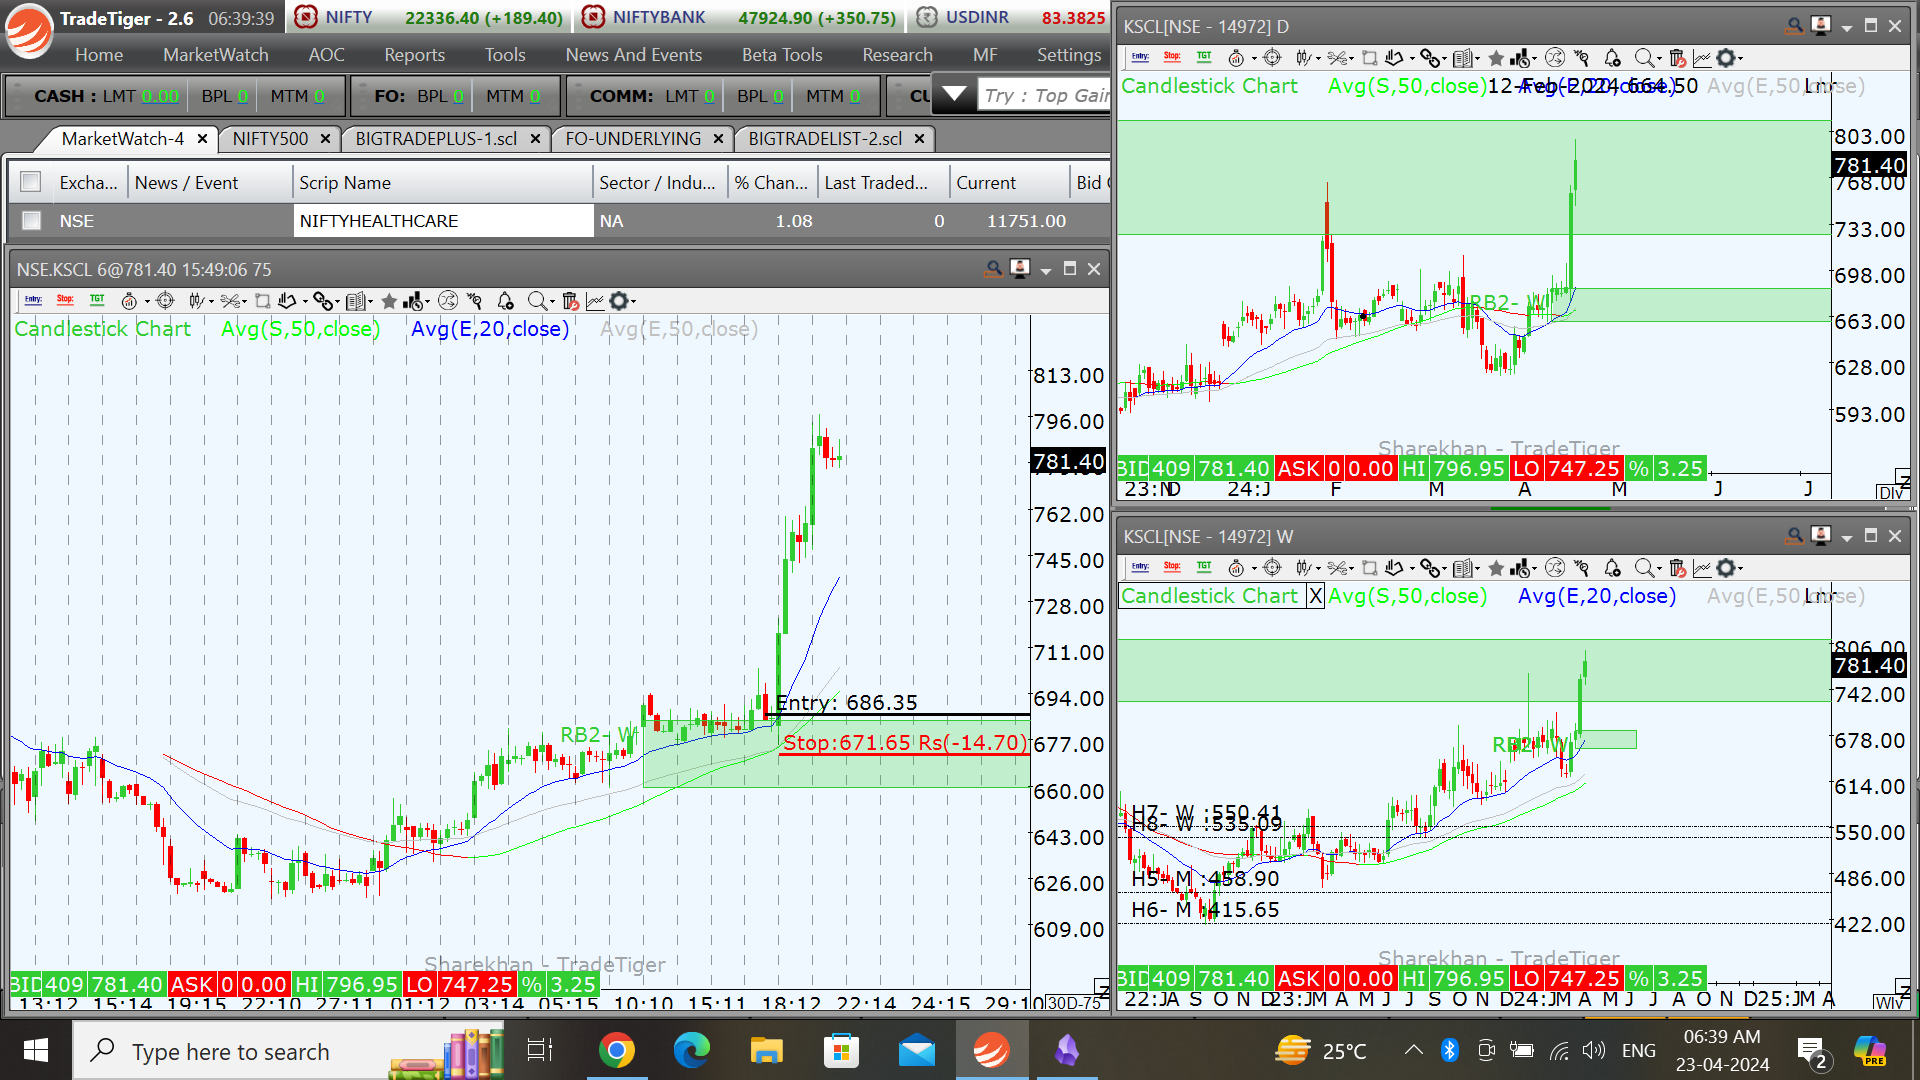 TradeTiger - 2.6 06:39:39
NIFTY 22336.40 (+189.40) NIFTYBANK 47924.90 (+350.75) USDINR 83.3825
Home MarketWatch AOC Reports Tools News And Events Beta Tools Research MF Settings
CASH : LMT 0.00 BPL 0 MTM 0 FO: BPL 0 MTM 0 COMM: LMT 0 BPL 0 MTM 0 Try : Top Gain
MarketWatch-4 NIFTY500 BIGTRADEPLUS-1.scl FO-UNDERLYING BIGTRADELIST-2.scl
Excha... News / Event Scrip Name Sector / Indu... % Chan... Last Traded... Current Bid
NSE NIFTYHEALTHCARE NA 1.08 0 11751.00
NSE.KSCL 6@781.40 15:49:06 75
Entry: Stop: TGT
Candlestick Chart Avg(S,50,close) Avg(E,20,close) Avg(E,50,close)
813.00
796.00
781.40
762.00
745.00
728.00
711.00
694.00
677.00
660.00
643.00
626.00
609.00
Entry: 686.35
RB2- W
Stop:671.65 Rs(-14.70)
Sharekhan - TradeTiger
BID 409 781.40 ASK 0 0.00 HI 796.95 LO 747.25 % 3.25
13:12 15:14 19:15 22:10 27:11 01:12 03:14 05:15 10:10 15:11 18:12 22:14 24:15 29:10 30D-75
KSCL[NSE - 14972] D
Entry: Stop: TGT
Candlestick Chart Avg(S,50,close) 12-Feb-2024 664.50 Avg(E,20,close) Avg(E,50,close)
803.00
781.40
768.00
733.00
698.00
663.00
628.00
593.00
RB2- W
Sharekhan - TradeTiger
BID 409 781.40 ASK 0 0.00 HI 796.95 LO 747.25 % 3.25
23:N D 24:J F M A M J J
KSCL[NSE - 14972] W
Entry: Stop: TGT
Candlestick Chart X Avg(S,50,close) Avg(E,20,close) Avg(E,50,close)
806.00
781.40
742.00
678.00
614.00
550.00
486.00
422.00
RB2- W
H7- W :550.41
H8- W :535.09
H5- M :458.90
H6- M :415.65
Sharekhan - TradeTiger
BID 409 781.40 ASK 0 0.00 HI 796.95 LO 747.25 % 3.25
22:J A S O N D 23:J M A M J J S O N D 24:J M A M J J A O N D 25:J M A
Type here to search
25°C
ENG
06:39 AM
23-04-2024
2
PRE